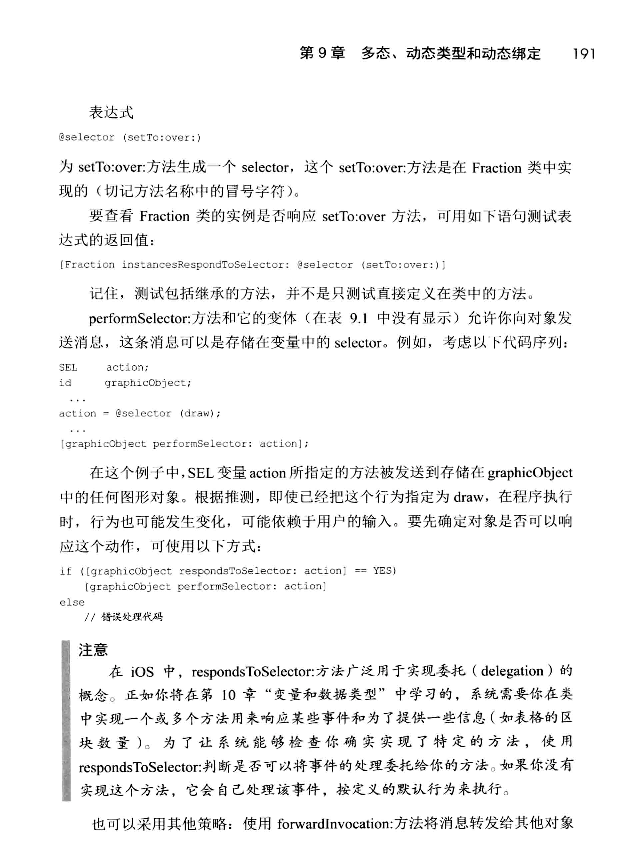 第 9 章 多态、动态类型和动态绑定 191
表达式
@selector (setTo:over:)
为 setTo:over:方法生成一个 selector，这个 setTo:over:方法是在 Fraction 类中实
现的（切记方法名称中的冒号字符）。
要查看 Fraction 类的实例是否响应 setTo:over 方法，可用如下语句测试表
达式的返回值：
[Fraction instancesRespondToSelector: @selector (setTo:over:)]
记住，测试包括继承的方法，并不是只测试直接定义在类中的方法。
performSelector:方法和它的变体（在表 9.1 中没有显示）允许你向对象发
送消息，这条消息可以是存储在变量中的 selector。例如，考虑以下代码序列：
SEL action;
id graphicObject;
...
action = @selector (draw);
...
[graphicObject performSelector: action];
在这个例子中，SEL 变量 action 所指定的方法被发送到存储在 graphicObject
中的任何图形对象。根据推测，即使已经把这个行为指定为 draw，在程序执行
时，行为也可能发生变化，可能依赖于用户的输入。要先确定对象是否可以响
应这个动作，可使用以下方式：
if ([graphicObject respondsToSelector: action] == YES)
[graphicObject performSelector: action]
else
// 错误处理代码
注意
在 iOS 中，respondsToSelector:方法广泛用于实现委托（delegation）的
概念。正如你将在第 10 章“变量和数据类型”中学习的，系统需要你在类
中实现一个或多个方法用来响应某些事件和为了提供一些信息（如表格的区
块数量）。为了让系统能够检查你确实实现了特定的方法，使用
respondsToSelector:判断是否可以将事件的处理委托给你的方法。如果你没有
实现这个方法，它会自己处理该事件，按定义的默认行为来执行。
也可以采用其他策略：使用 forwardInvocation:方法将消息转发给其他对象